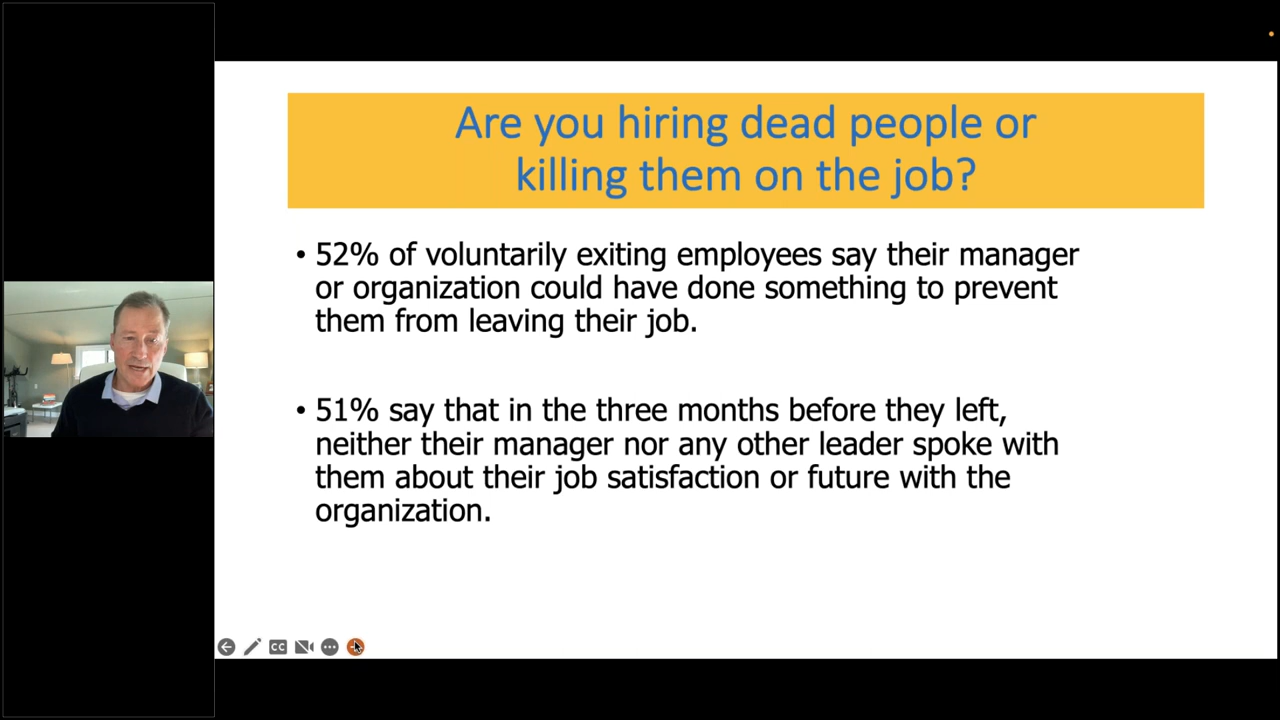 Are you hiring dead people or
killing them on the job?
• 52% of voluntarily exiting employees say their manager
or organization could have done something to prevent
them from leaving their job.
• 51% say that in the three months before they left,
neither their manager nor any other leader spoke with
them about their job satisfaction or future with the
organization.
CC